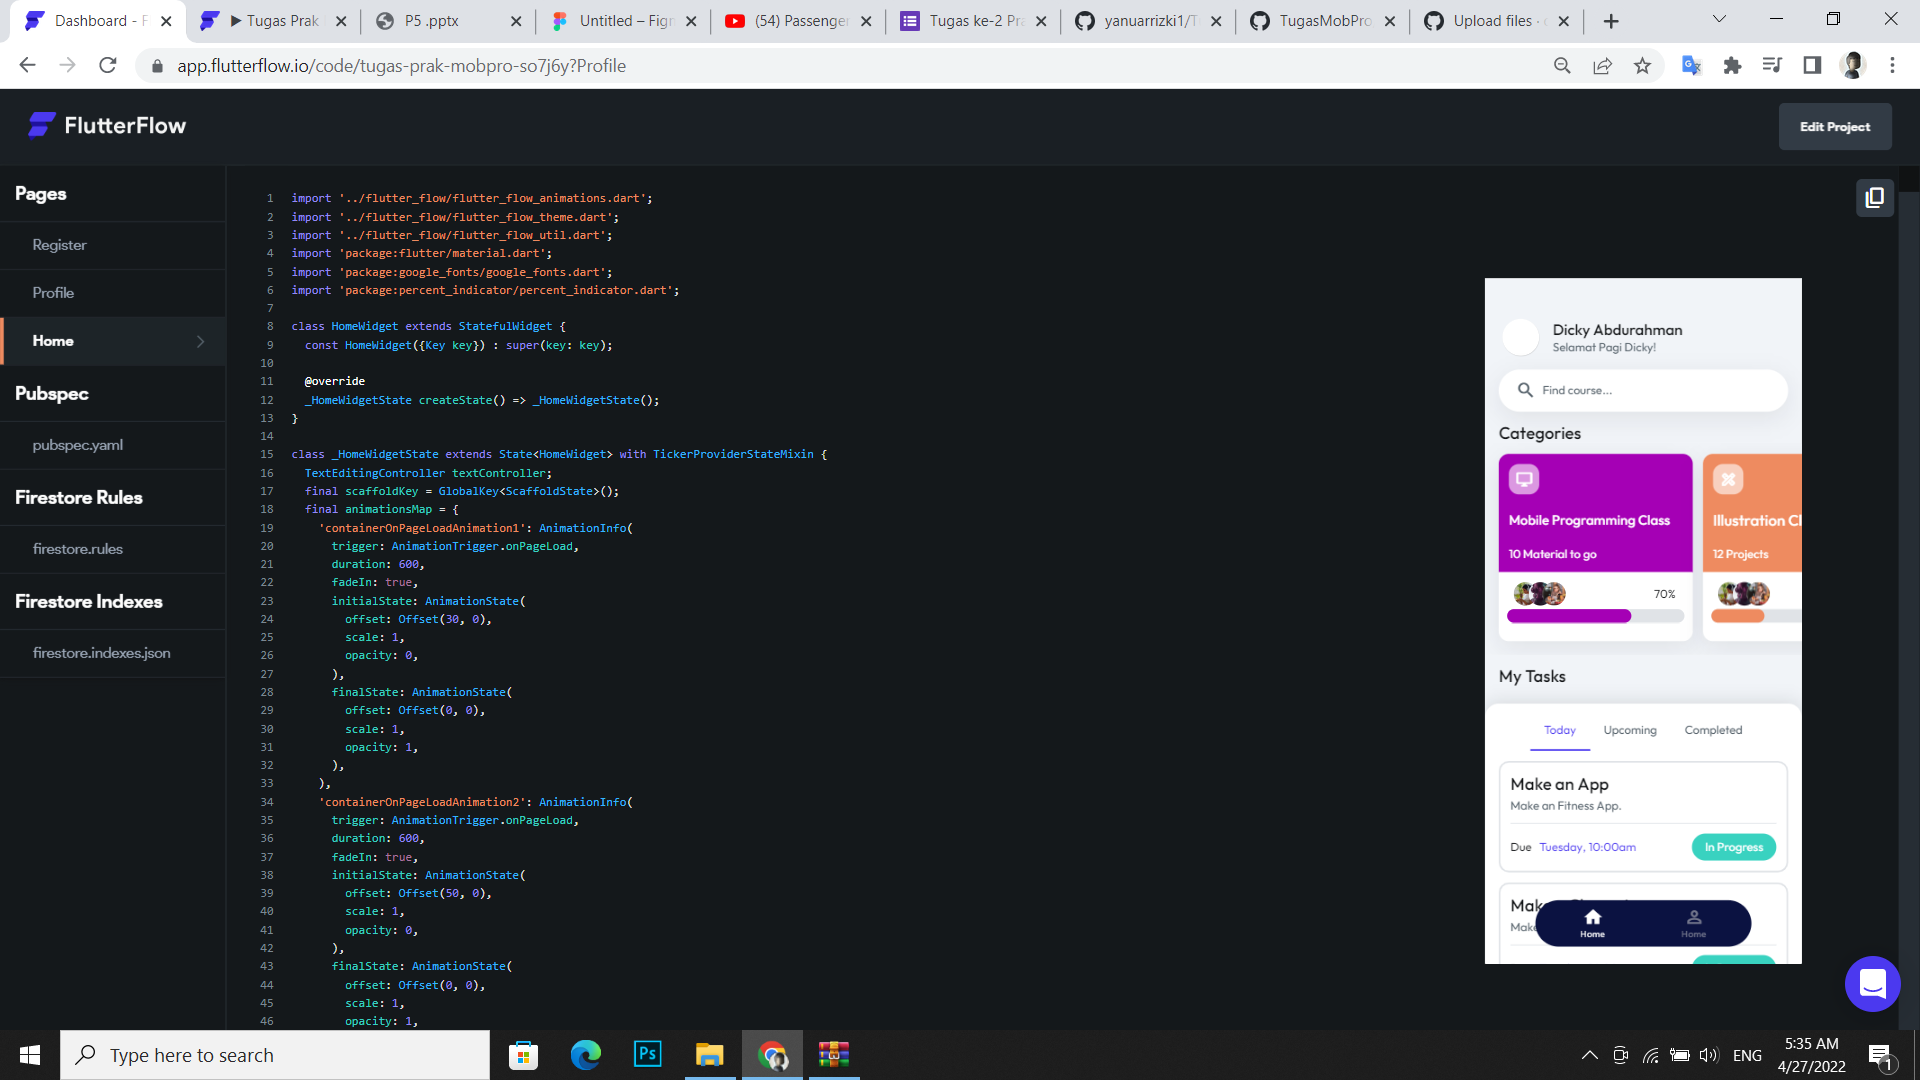 Dashboard - F
Tugas Prak
P5 .pptx
Untitled – Fig
(54) Passenger
Tugas ke-2 Pr
yanuarrizki1/T
TugasMobPro
Upload files ·
app.flutterflow.io/code/tugas-prak-mobpro-so7j6y?Profile
FlutterFlow
Edit Project
Pages
Register
Profile
Home
Pubspec
pubspec.yaml
Firestore Rules
firestore.rules
Firestore Indexes
firestore.indexes.json
1 import '../flutter_flow/flutter_flow_animations.dart';
2 import '../flutter_flow/flutter_flow_theme.dart';
3 import '../flutter_flow/flutter_flow_util.dart';
4 import 'package:flutter/material.dart';
5 import 'package:google_fonts/google_fonts.dart';
6 import 'package:percent_indicator/percent_indicator.dart';
7
8 class HomeWidget extends StatefulWidget {
9 const HomeWidget({Key key}) : super(key: key);
10
11 @override
12 _HomeWidgetState createState() => _HomeWidgetState();
13 }
14
15 class _HomeWidgetState extends State<HomeWidget> with TickerProviderStateMixin {
16 TextEditingController textController;
17 final scaffoldKey = GlobalKey<ScaffoldState>();
18 final animationsMap = {
19 'containerOnPageLoadAnimation1': AnimationInfo(
20 trigger: AnimationTrigger.onPageLoad,
21 duration: 600,
22 fadeIn: true,
23 initialState: AnimationState(
24 offset: Offset(30, 0),
25 scale: 1,
26 opacity: 0,
27 ),
28 finalState: AnimationState(
29 offset: Offset(0, 0),
30 scale: 1,
31 opacity: 1,
32 ),
33 ),
34 'containerOnPageLoadAnimation2': AnimationInfo(
35 trigger: AnimationTrigger.onPageLoad,
36 duration: 600,
37 fadeIn: true,
38 initialState: AnimationState(
39 offset: Offset(50, 0),
40 scale: 1,
41 opacity: 0,
42 ),
43 finalState: AnimationState(
44 offset: Offset(0, 0),
45 scale: 1,
46 opacity: 1,
Dicky Abdurahman
Selamat Pagi Dicky!
Find course...
Categories
Mobile Programming Class
10 Material to go
70%
Illustration Cl
12 Projects
My Tasks
Today Upcoming Completed
Make an App
Make an Fitness App.
Due Tuesday, 10:00am
In Progress
Mak
Make
Home
Home
Type here to search
Ps
ENG
5:35 AM
4/27/2022
1